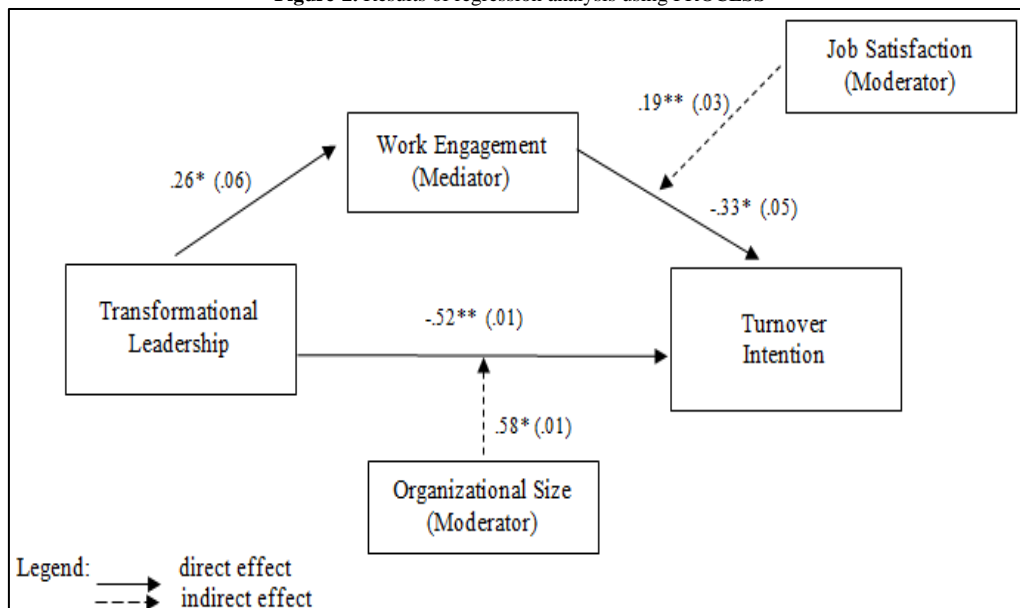 Job Satisfaction
(Moderator)
.19** (.03)
Work Engagement
(Mediator)
.26* (.06)
-.33* (.05)
Transformational
Leadership
-.52** (.01)
Turnover
Intention
.58* (.01)
Organizational Size
(Moderator)
Legend:
direct effect
indirect effect